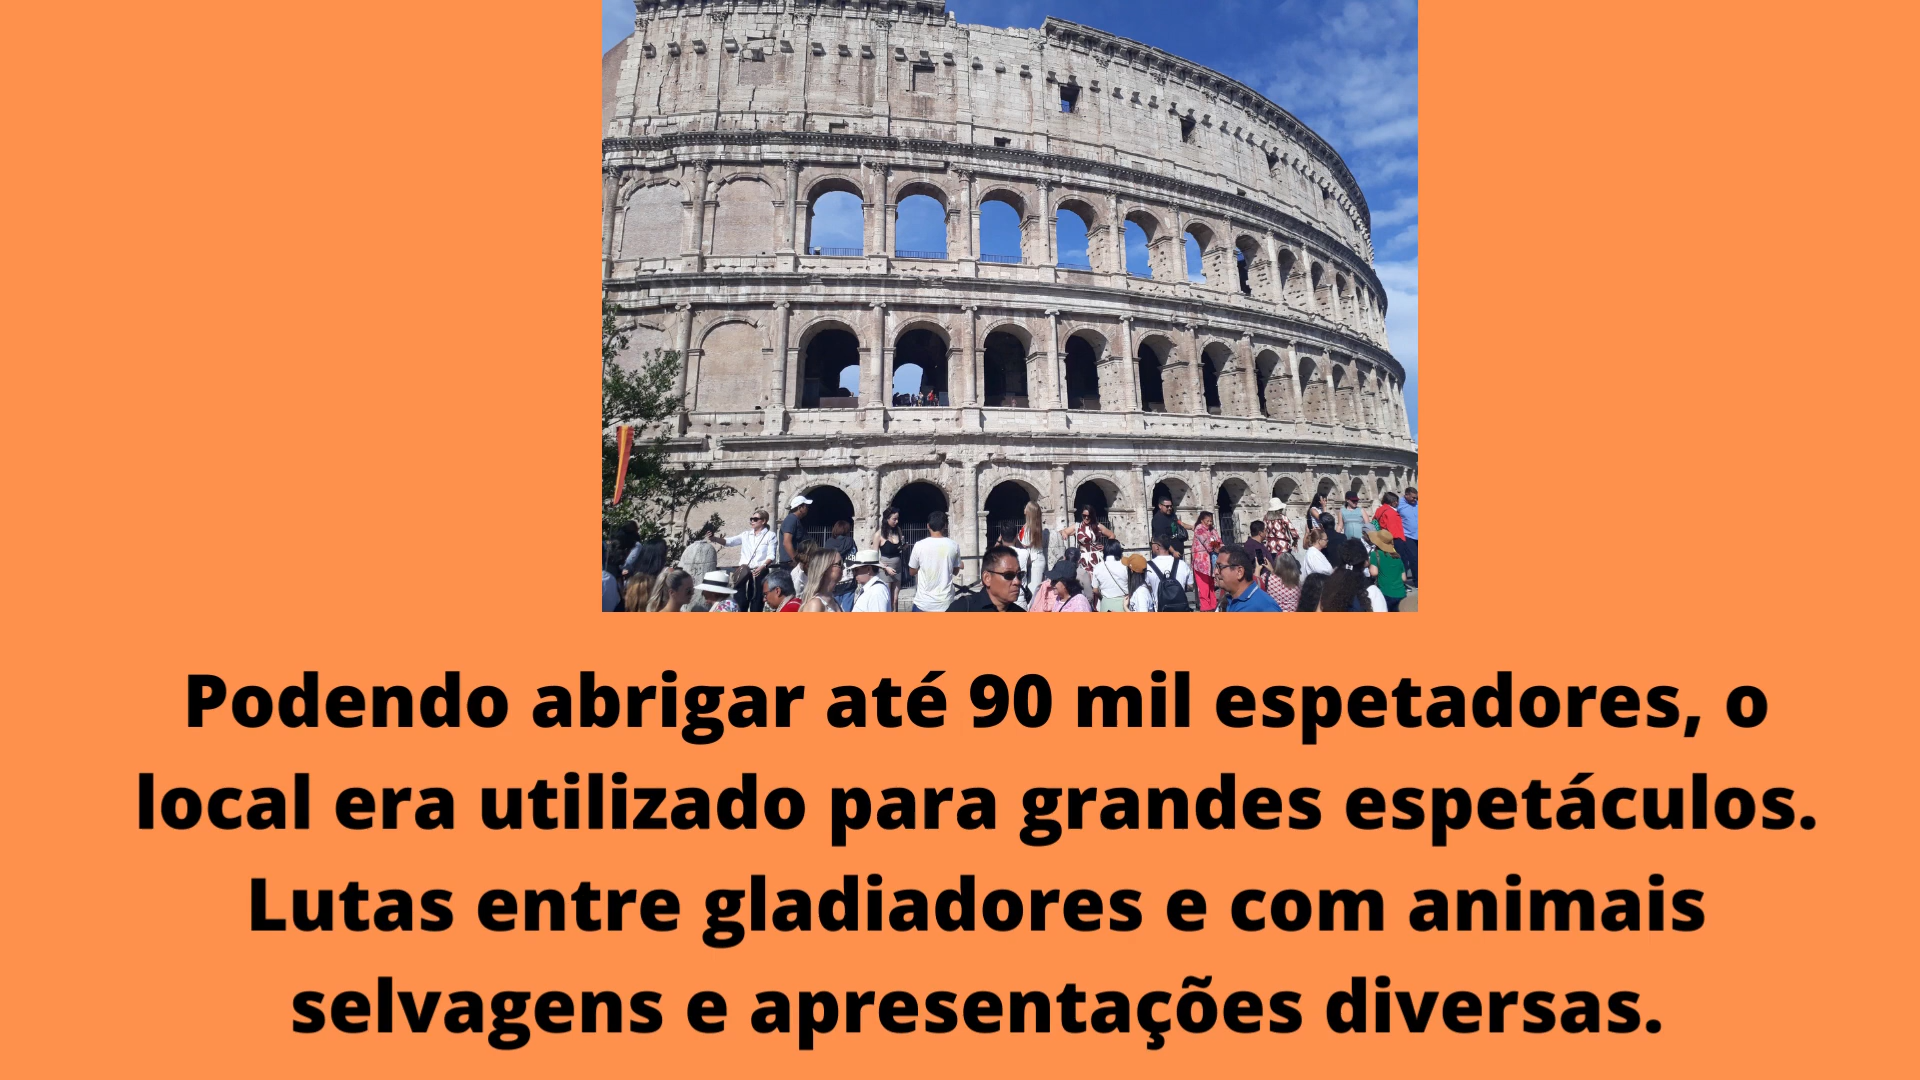 Podendo abrigar até 90 mil espetadores, o
local era utilizado para grandes espetáculos.
Lutas entre gladiadores e com animais
selvagens e apresentações diversas.